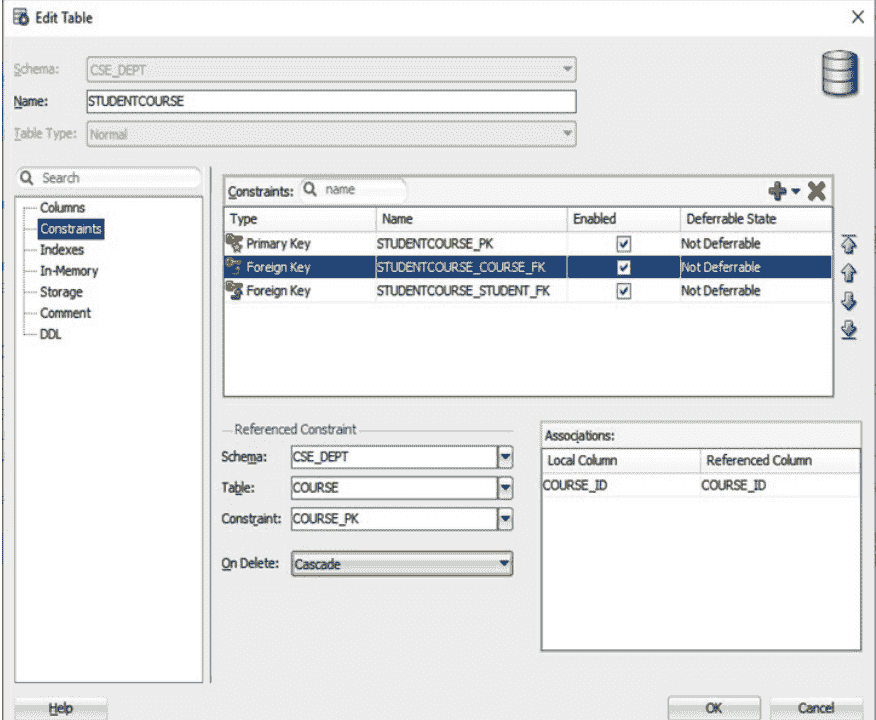 Edit Table
Schema: CSE_DEPT
Name: STUDENTCOURSE
Table Type: Normal
Search
Columns
Constraints
Indexes
In-Memory
Storage
Comment
DDL
Constraints: name
Type Name Enabled Deferrable State
Primary Key STUDENTCOURSE_PK Not Deferrable
Foreign Key STUDENTCOURSE_COURSE_FK Not Deferrable
Foreign Key STUDENTCOURSE_STUDENT_FK Not Deferrable
Referenced Constraint
Schema: CSE_DEPT
Table: COURSE
Constraint: COURSE_PK
On Delete: Cascade
Associations:
Local Column Referenced Column
COURSE_ID COURSE_ID
Help OK Cancel